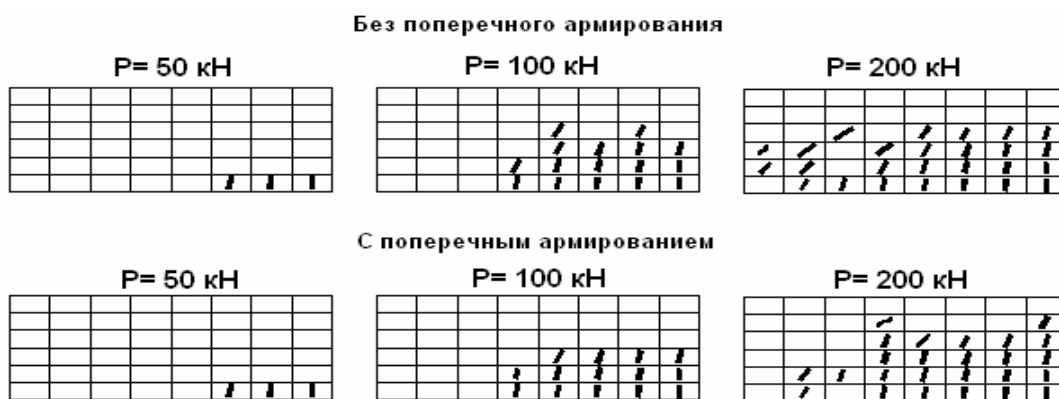 Без поперечного армирования
P= 50 кН
P= 100 кН
P= 200 кН
С поперечным армированием
P= 50 кН
P= 100 кН
P= 200 кН